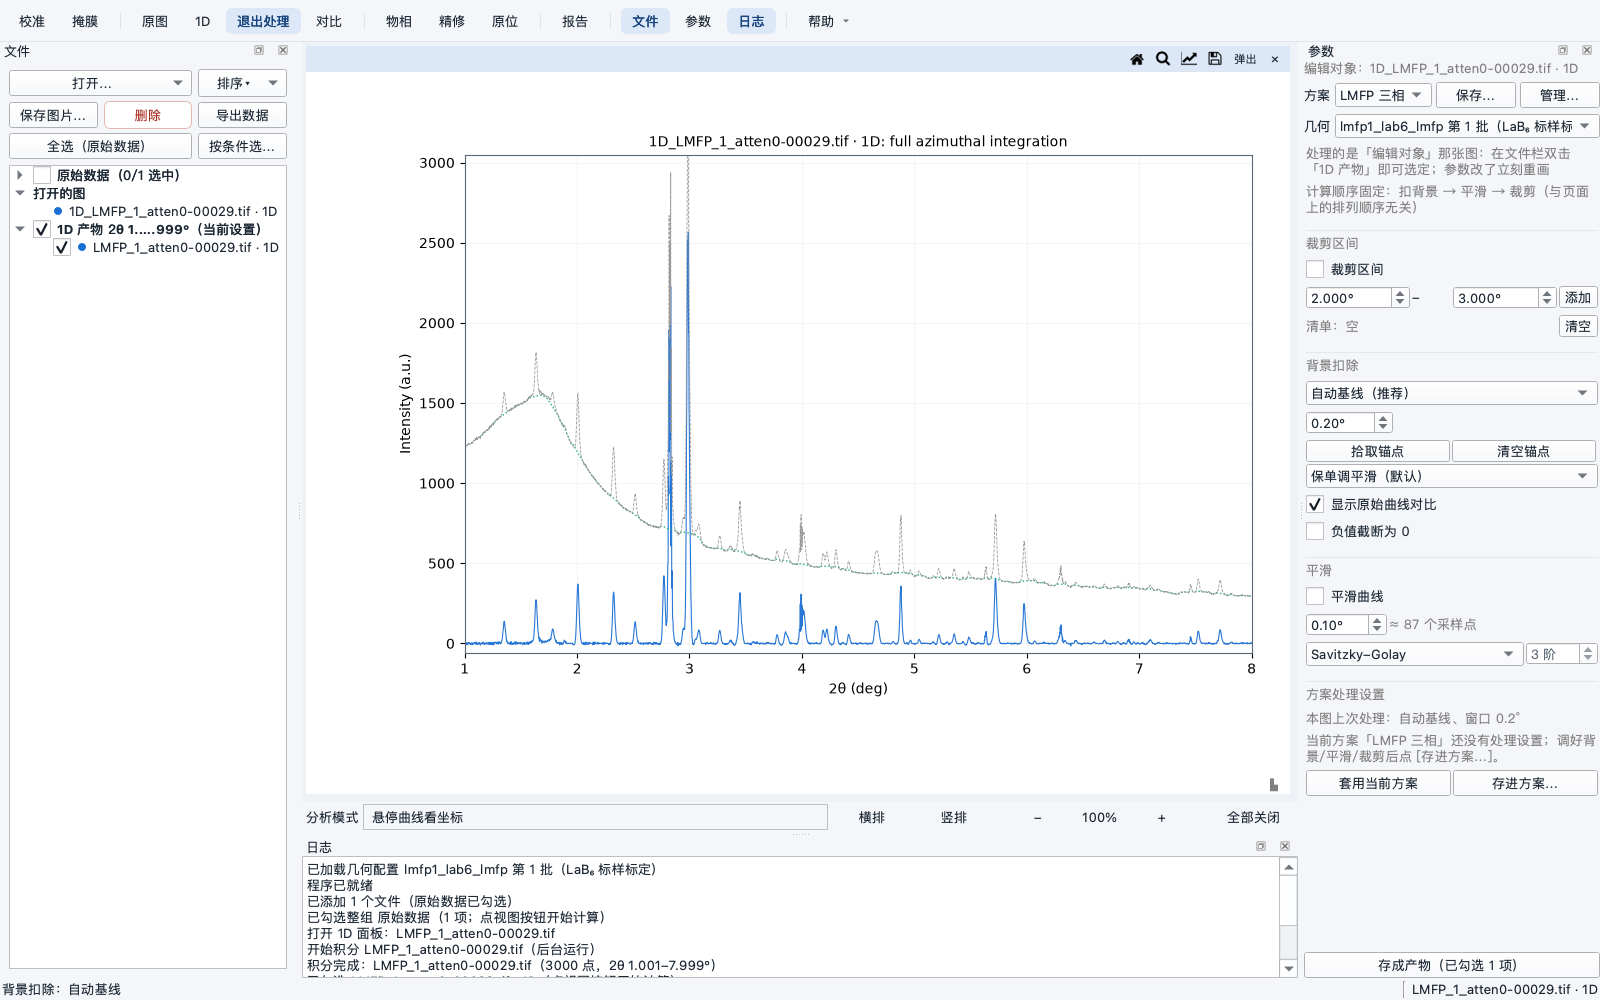 校准 掩膜 原图 1D 退出处理 对比 物相 精修 原位 报告 文件 参数 日志 帮助
文件
打开... 排序
保存图片... 删除 导出数据
全选（原始数据） 按条件选...
原始数据（0/1 选中）
打开的图
1D_LMFP_1_atten0-00029.tif · 1D
1D 产物 2θ 1.....999°（当前设置）
LMFP_1_atten0-00029.tif · 1D
弹出 ×
1D_LMFP_1_atten0-00029.tif · 1D: full azimuthal integration
3000
2500
2000
1500
1000
500
0
Intensity (a.u.)
1 2 3 4 5 6 7 8
2θ (deg)
分析模式 悬停曲线看坐标 横排 竖排 − 100% + 全部关闭
日志
已加载几何配置 lmfp1_lab6_lmfp 第 1 批（LaB₆ 标样标定）
程序已就绪
已添加 1 个文件（原始数据已勾选）
已勾选整组 原始数据（1 项；点视图按钮开始计算）
打开 1D 面板：LMFP_1_atten0-00029.tif
开始积分 LMFP_1_atten0-00029.tif（后台运行）
积分完成：LMFP_1_atten0-00029.tif（3000 点，2θ 1.001–7.999°）
参数
编辑对象：1D_LMFP_1_atten0-00029.tif · 1D
方案 LMFP 三相 保存... 管理...
几何 lmfp1_lab6_lmfp 第 1 批（LaB₆ 标样标
处理的是「编辑对象」那张图：在文件栏双击
「1D 产物」即可选定；参数改了立刻重画
计算顺序固定：扣背景 → 平滑 → 裁剪（与页面
上的排列顺序无关）
裁剪区间
裁剪区间
2.000° – 3.000° 添加
清单：空 清空
背景扣除
自动基线（推荐）
0.20°
拾取锚点 清空锚点
保单调平滑（默认）
显示原始曲线对比
负值截断为 0
平滑
平滑曲线
0.10° ≈ 87 个采样点
Savitzky–Golay 3 阶
方案处理设置
本图上次处理：自动基线、窗口 0.2°
当前方案「LMFP 三相」还没有处理设置；调好背
景/平滑/裁剪后点 [存进方案...]。
套用当前方案 存进方案...
存成产物（已勾选 1 项）
背景扣除：自动基线 LMFP_1_atten0-00029.tif · 1D